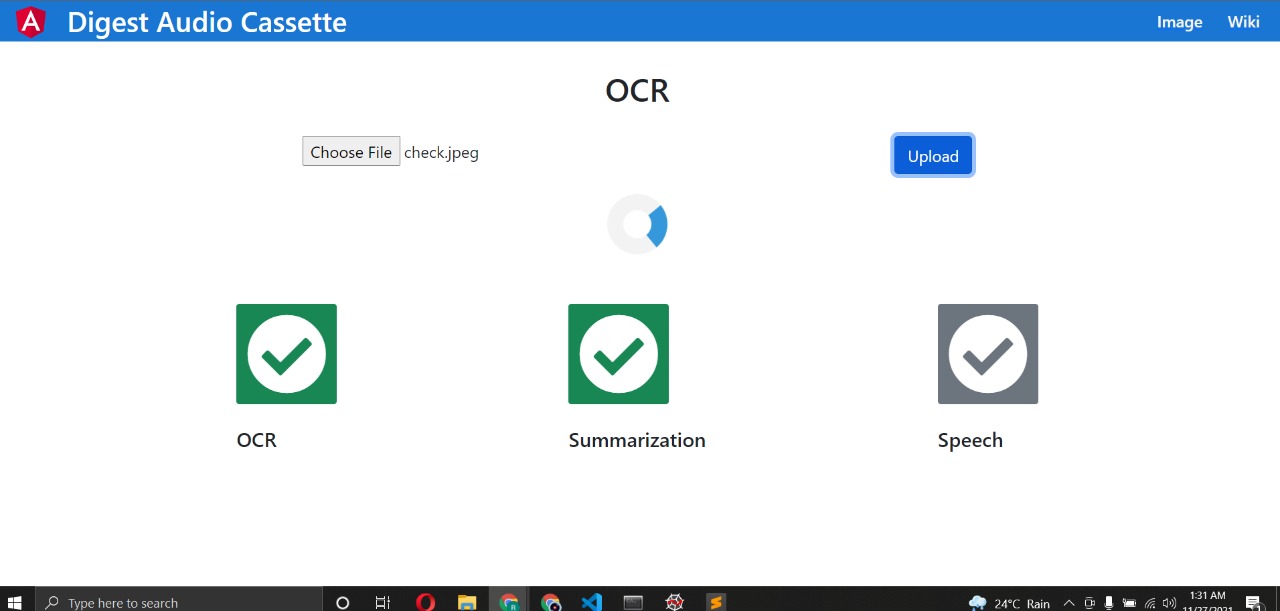 A Digest Audio Cassette Image Wiki
OCR
Choose File check.jpeg Upload
OCR Summarization Speech
Type here to search 24°C Rain 1:31 AM
11/27/2021